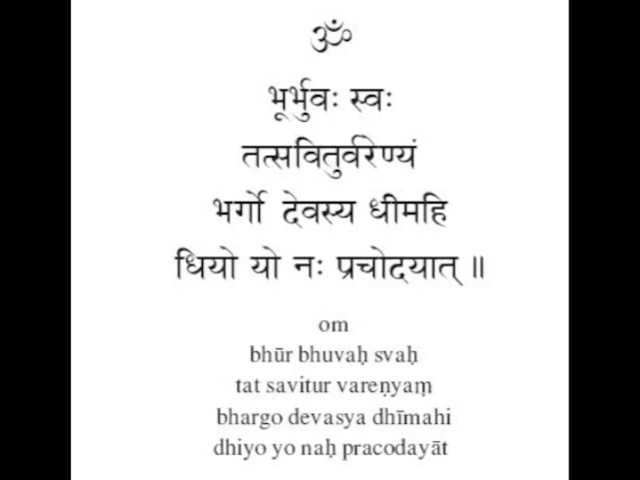 ॐ
भूर्भुवः स्वः
तत्सवितुर्वरेण्यं
भर्गो देवस्य धीमहि
धियो यो नः प्रचोदयात् ॥
om
bhūr bhuvaḥ svaḥ
tat savitur vareṇyaṃ
bhargo devasya dhīmahi
dhiyo yo naḥ pracodayāt